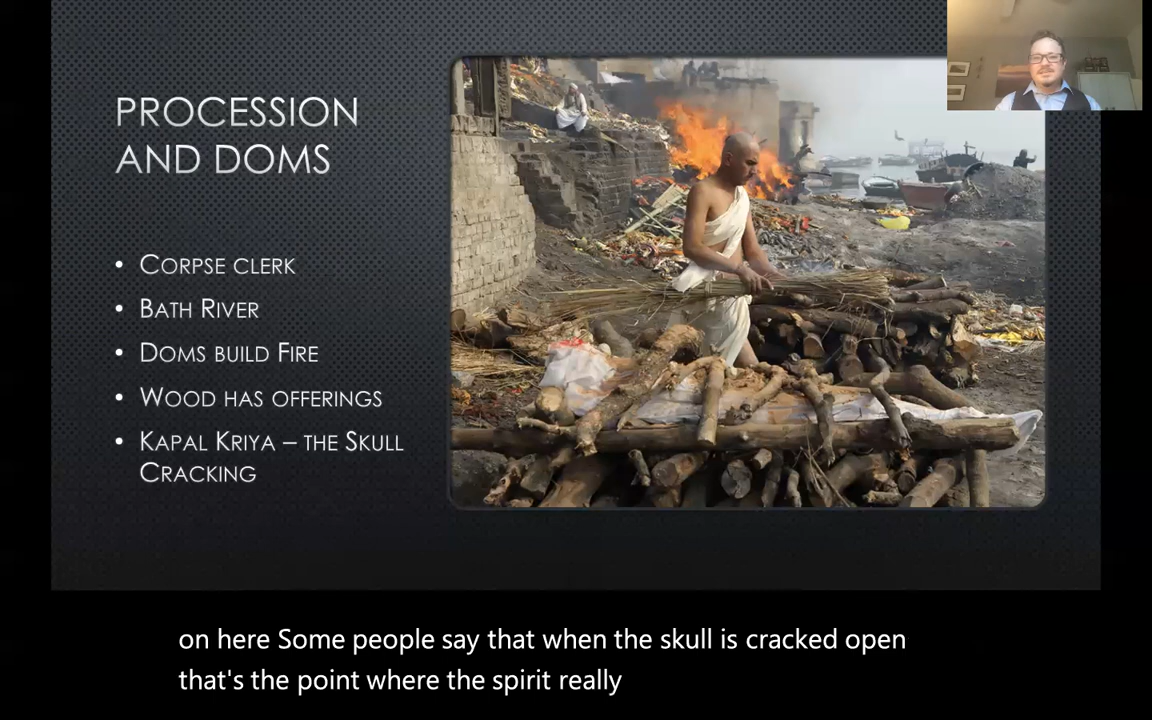 PROCESSION
AND DOMS
• CORPSE CLERK
• BATH RIVER
• DOMS BUILD FIRE
• WOOD HAS OFFERINGS
• KAPAL KRIYA – THE SKULL
CRACKING
on here Some people say that when the skull is cracked open
that's the point where the spirit really